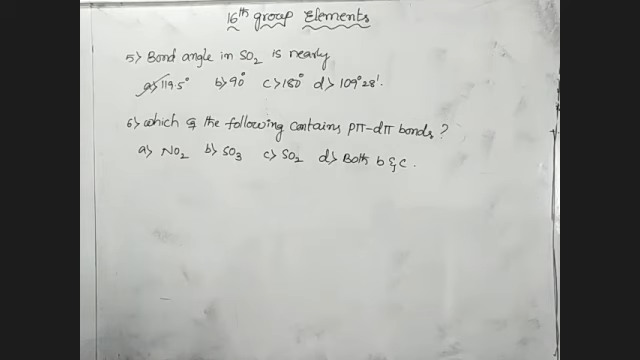 16th group Elements
5> Bond angle in SO2 is nearly
a> 119.5° b> 90° c> 180° d> 109°28'.
6> which of the following contains pπ-dπ bonds?
a> NO2 b> SO3 c> SO2 d> Both b & c.